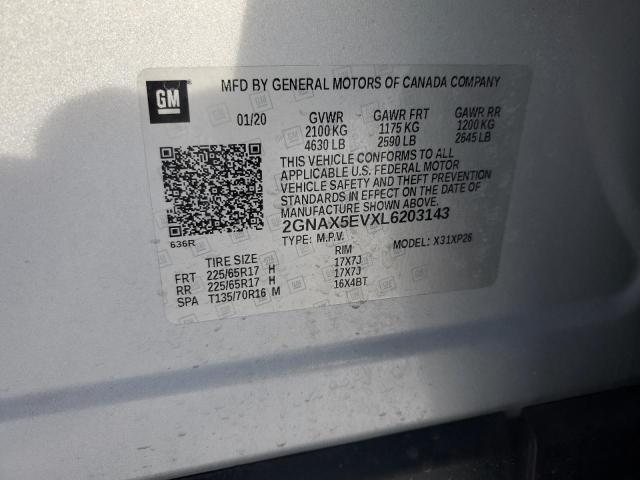 MFD BY GENERAL MOTORS OF CANADA COMPANY
GM
01/20 GVWR GAWR FRT GAWR RR
2100 KG 1175 KG 1200 KG
4630 LB 2590 LB 2645 LB
THIS VEHICLE CONFORMS TO ALL
APPLICABLE U.S. FEDERAL MOTOR
VEHICLE SAFETY AND THEFT PREVENTION
STANDARDS IN EFFECT ON THE DATE OF
MANUFACTURE SHOWN ABOVE.
2GNAX5EVXL6203143
TYPE: M.P.V. MODEL: X31XP26
636R
TIRE SIZE RIM
FRT 225/65R17 H 17X7J
RR 225/65R17 H 17X7J
SPA T135/70R16 M 16X4BT